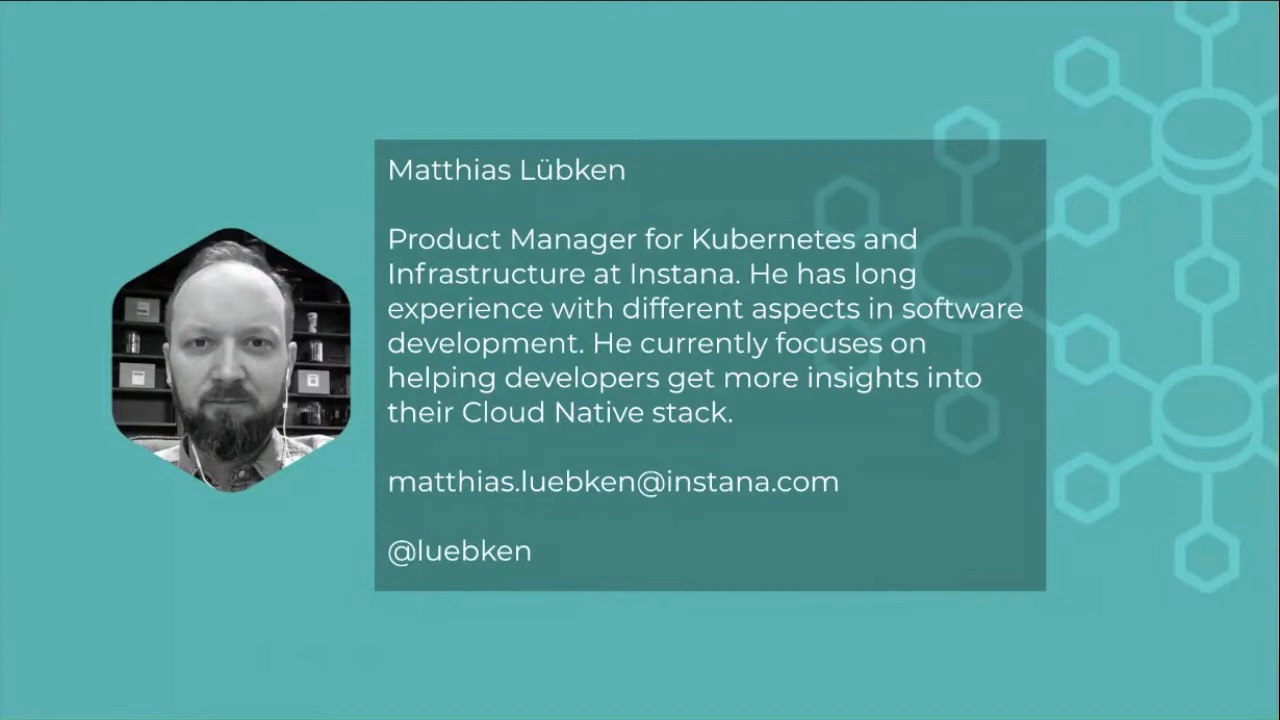 Matthias Lübken
Product Manager for Kubernetes and
Infrastructure at Instana. He has long
experience with different aspects in software
development. He currently focuses on
helping developers get more insights into
their Cloud Native stack.
matthias.luebken@instana.com
@luebken